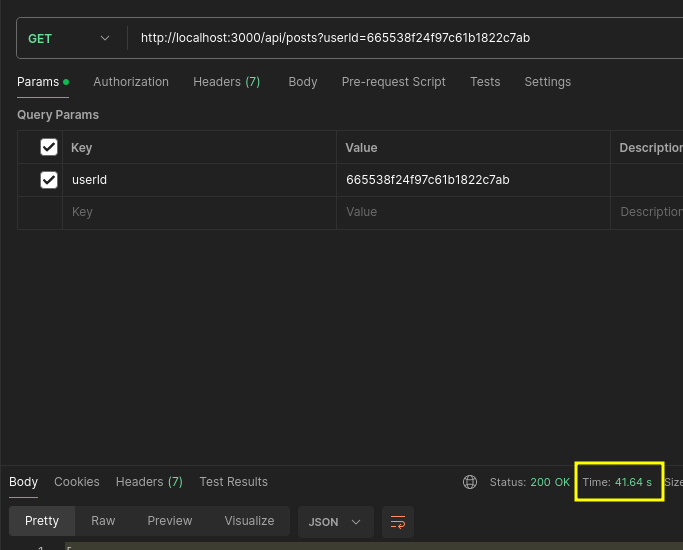 GET http://localhost:3000/api/posts?userId=665538f24f97c61b1822c7ab
Params Authorization Headers (7) Body Pre-request Script Tests Settings
Query Params
Key Value Description
userId 665538f24f97c61b1822c7ab
Key Value Description
Body Cookies Headers (7) Test Results Status: 200 OK Time: 41.64 s Size
Pretty Raw Preview Visualize JSON
1 [